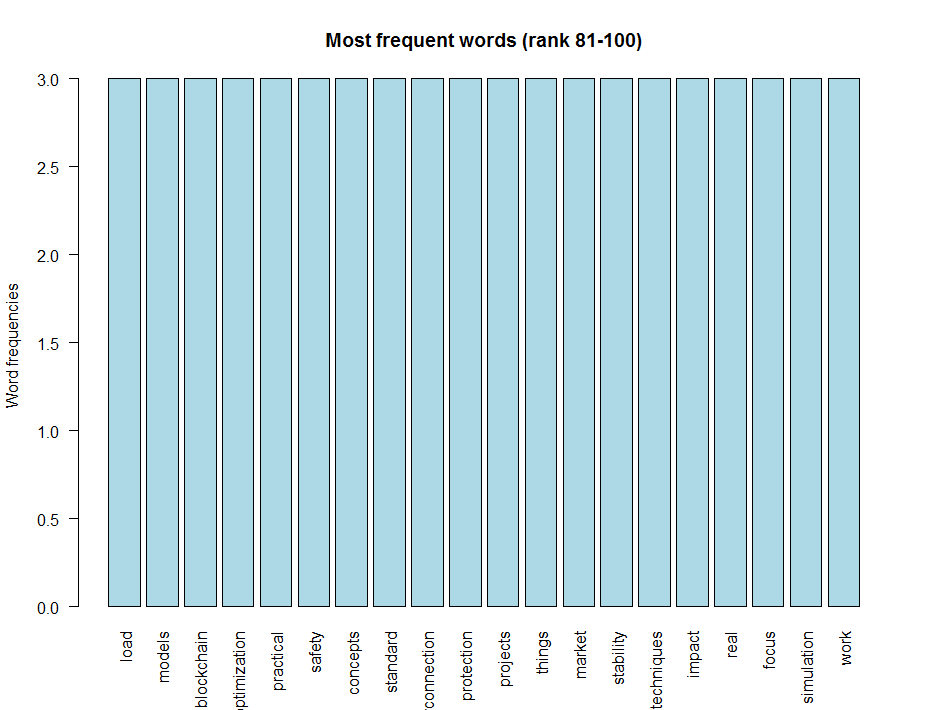 Most frequent words (rank 81-100)
Word frequencies
3.0
2.5
2.0
1.5
1.0
0.5
0.0
load
models
blockchain
optimization
practical
safety
concepts
standard
rconnection
protection
projects
things
market
stability
techniques
impact
real
focus
simulation
work